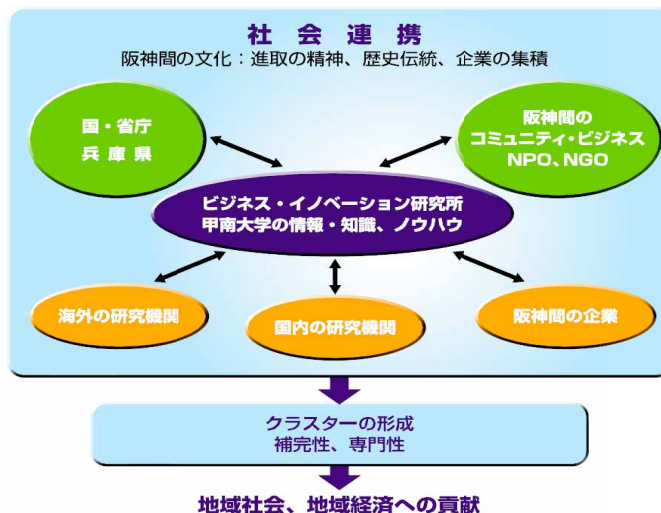 社会連携
阪神間の文化：進取の精神、歴史伝統、企業の集積
国・省庁
兵庫県
阪神間の
コミュニティ・ビジネス
NPO、NGO
ビジネス・イノベーション研究所
甲南大学の情報・知識、ノウハウ
海外の研究機関
国内の研究機関
阪神間の企業
クラスターの形成
補完性、専門性
地域社会、地域経済への貢献